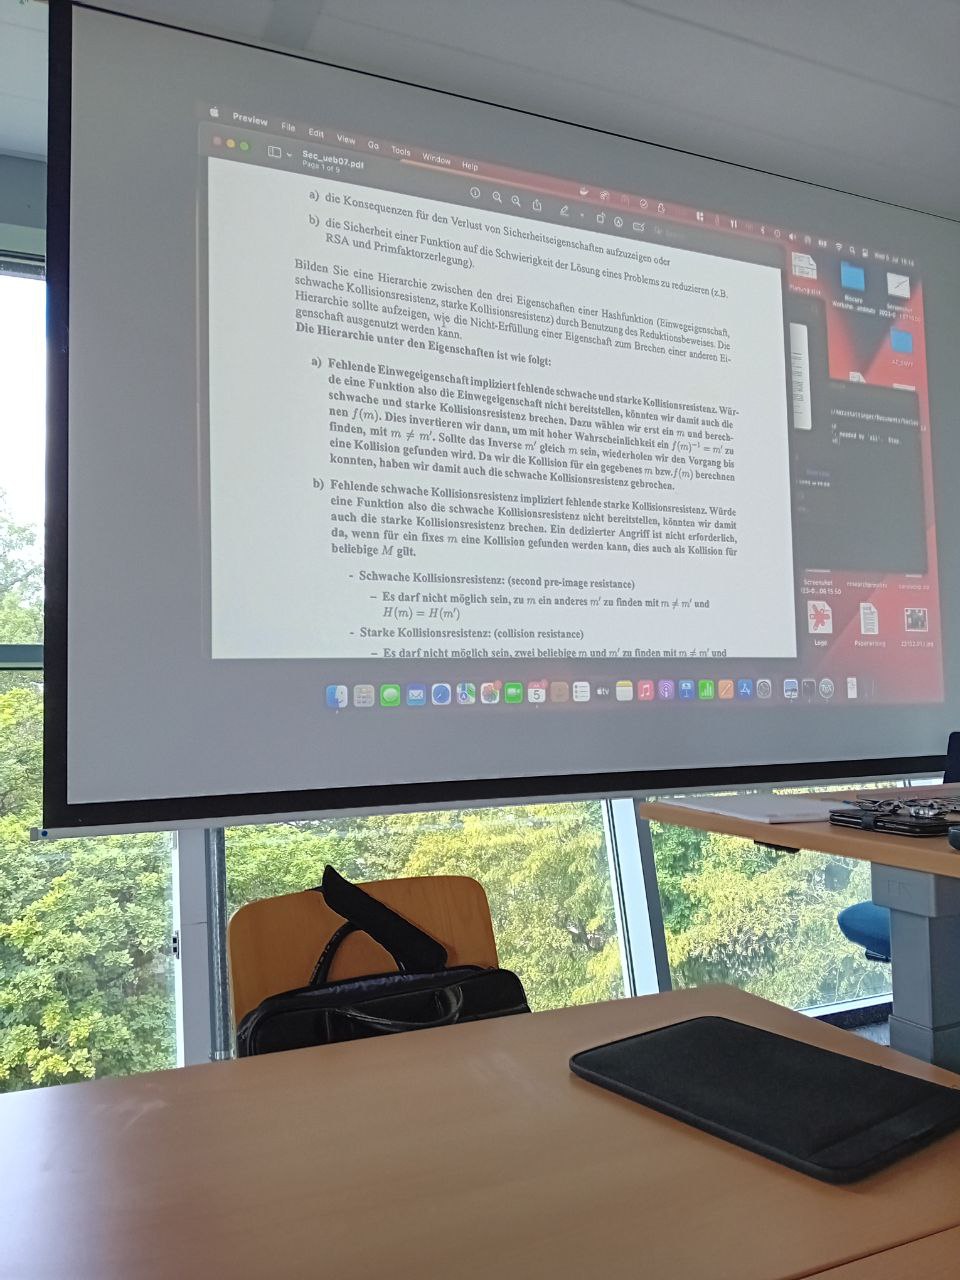 Preview File Edit View Go Tools Window Help
Sec_ueb07.pdf
Page 1 of 9
a) die Konsequenzen für den Verlust von Sicherheitseigenschaften aufzuzeigen oder
b) die Sicherheit einer Funktion auf die Schwierigkeit der Lösung eines Problems zu reduzieren (z.B.
RSA und Primfaktorzerlegung).
Bilden Sie eine Hierarchie zwischen den drei Eigenschaften einer Hashfunktion (Einwegeigenschaft,
schwache Kollisionsresistenz, starke Kollisionsresistenz) durch Benutzung des Reduktionsbeweises. Die
Hierarchie sollte aufzeigen, wie die Nicht-Erfüllung einer Eigenschaft zum Brechen einer anderen Ei-
genschaft ausgenutzt werden kann.
Die Hierarchie unter den Eigenschaften ist wie folgt:
a) Fehlende Einwegeigenschaft impliziert fehlende schwache und starke Kollisionsresistenz. Wür-
de eine Funktion also die Einwegeigenschaft nicht bereitstellen, könnten wir damit auch die
schwache und starke Kollisionsresistenz brechen. Dazu wählen wir erst ein m und berech-
nen f(m). Dies invertieren wir dann, um mit hoher Wahrscheinlichkeit ein f(m)⁻¹ = m′ zu
finden, mit m ≠ m′. Sollte das Inverse m′ gleich m sein, wiederholen wir den Vorgang bis
eine Kollision gefunden wird. Da wir die Kollision für ein gegebenes m bzw. f(m) berechnen
konnten, haben wir damit auch die schwache Kollisionsresistenz gebrochen.
b) Fehlende schwache Kollisionsresistenz impliziert fehlende starke Kollisionsresistenz. Würde
eine Funktion also die schwache Kollisionsresistenz nicht bereitstellen, könnten wir damit
auch die starke Kollisionsresistenz brechen. Ein dedizierter Angriff ist nicht erforderlich,
da, wenn für ein fixes m eine Kollision gefunden werden kann, dies auch als Kollision für
beliebige M gilt.
- Schwache Kollisionsresistenz: (second pre-image resistance)
– Es darf nicht möglich sein, zu m ein anderes m′ zu finden mit m ≠ m′ und
H(m) = H(m′)
- Starke Kollisionsresistenz: (collision resistance)
– Es darf nicht möglich sein, zwei beliebige m und m′ zu finden mit m ≠ m′ und
Screenshot
Screenshot
Logo
5
tv